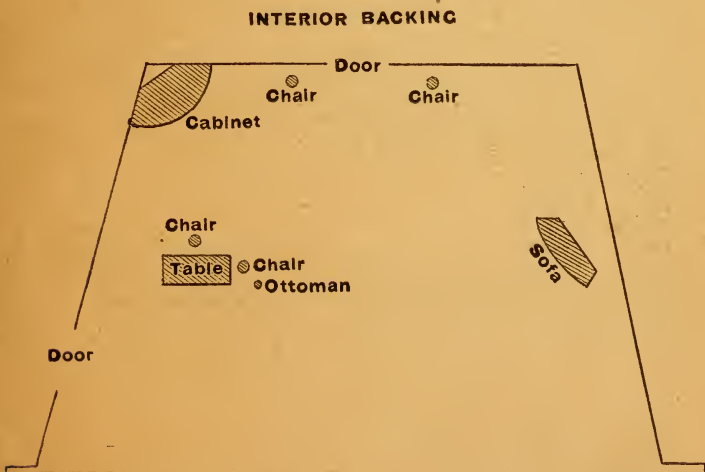 INTERIOR BACKING
Door
Chair
Chair
Cabinet
Chair
Table
Chair
Ottoman
Sofa
Door